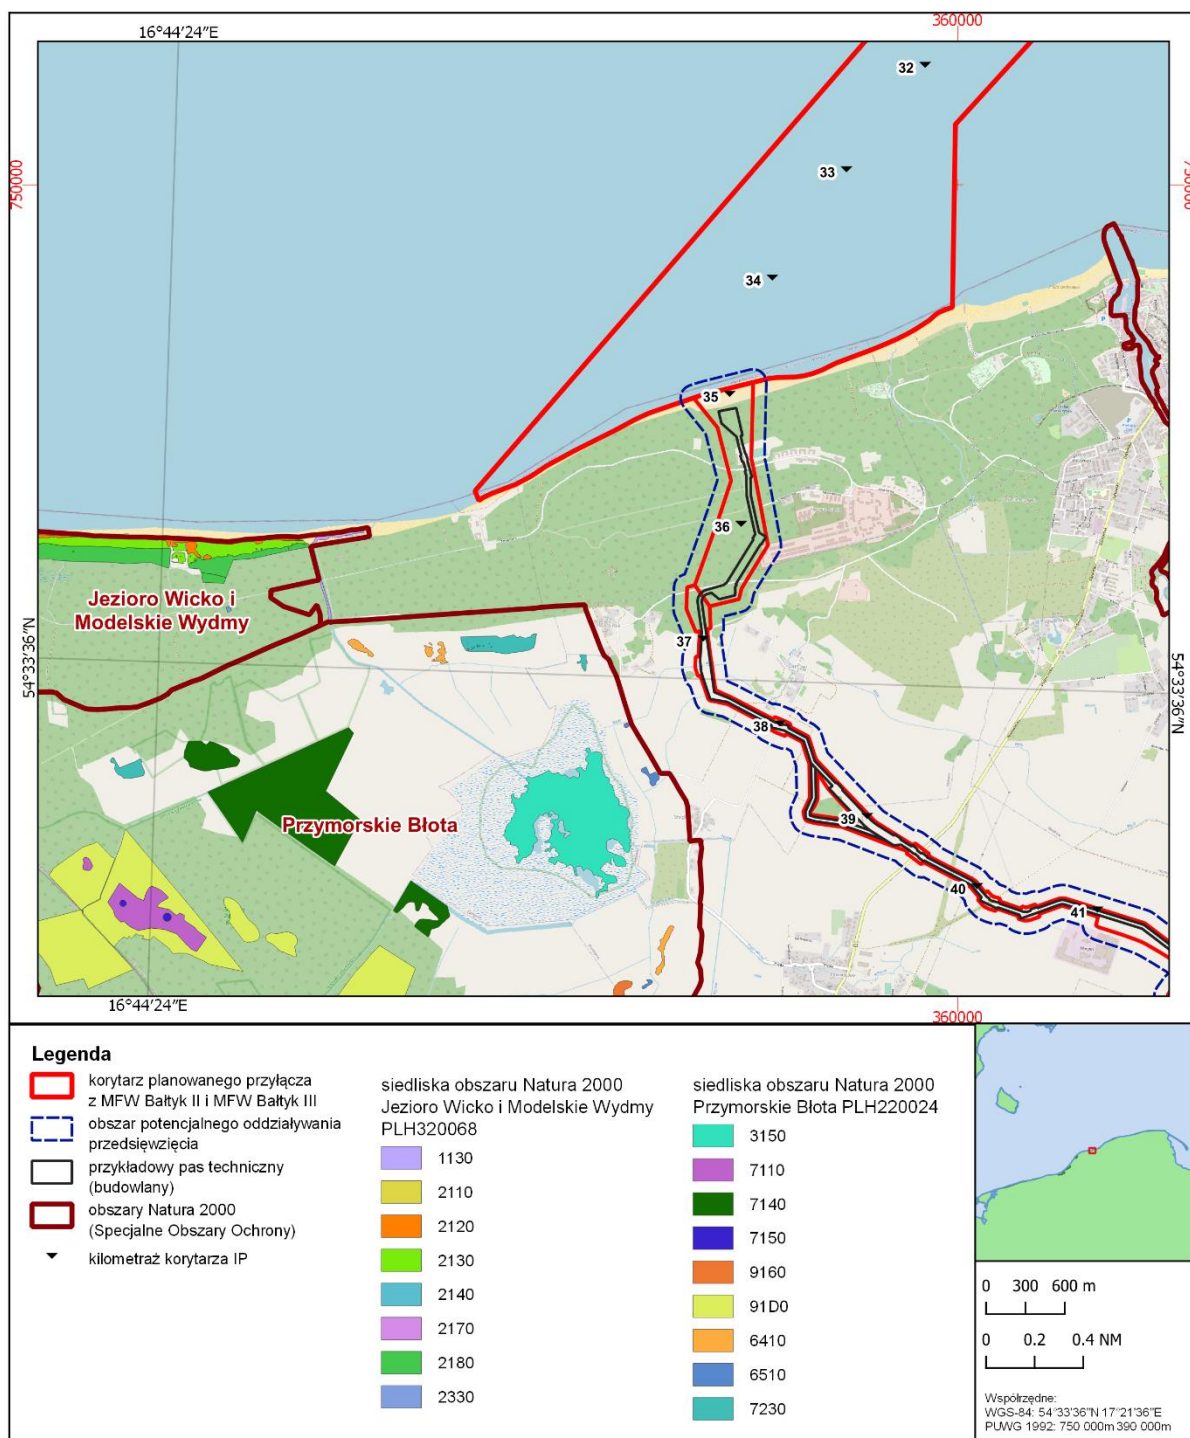 16°44'24"E
360000
32
750000
33
750000
34
35
36
Jezioro Wicko i
Modelskie Wydmy
37
54°33'36"N
54°33'36"N
38
Przymorskie Błota
39
40
41
16°44'24"E
360000
Legenda
korytarz planowanego przyłącza
z MFW Bałtyk II i MFW Bałtyk III
obszar potencjalnego oddziaływania
przedsięwzięcia
przykładowy pas techniczny
(budowlany)
obszary Natura 2000
(Specjalne Obszary Ochrony)
kilometraż korytarza IP
siedliska obszaru Natura 2000
Jezioro Wicko i Modelskie Wydmy
PLH320068
1130
2110
2120
2130
2140
2170
2180
2330
siedliska obszaru Natura 2000
Przymorskie Błota PLH220024
3150
7110
7140
7150
9160
91D0
6410
6510
7230
0 300 600 m
0 0.2 0.4 NM
Współrzędne:
WGS-84: 54°33'36"N 17°21'36"E
PUWG 1992: 750 000m 390 000m